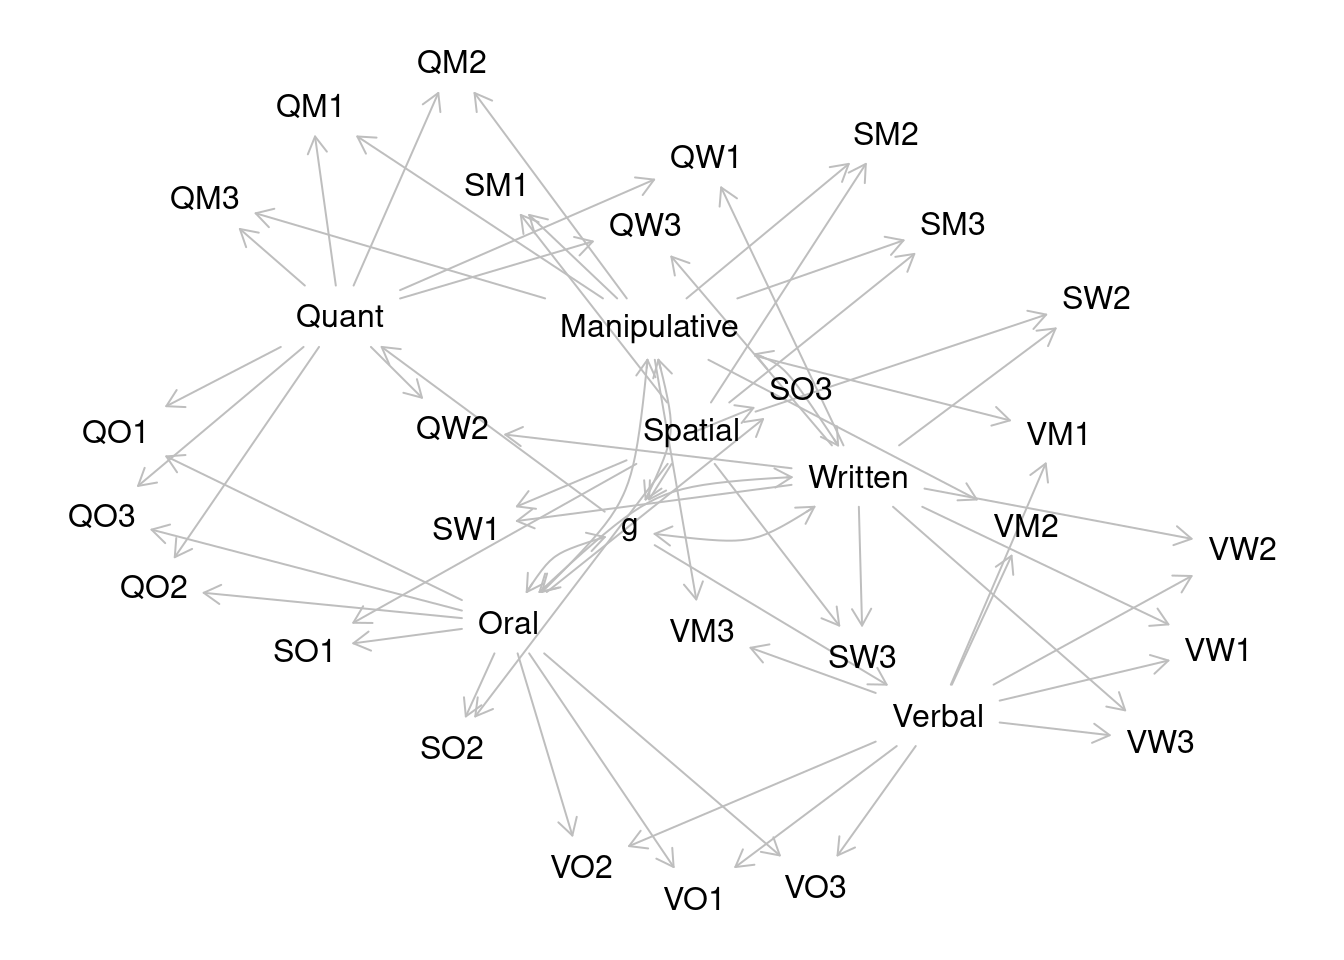 QM2
QM1
SM2
QW1
SM1
QM3
QW3
SM3
SW2
Quant
Manipulative
SO3
QW2
Spatial
QO1
VM1
Written
QO3
SW1
g
VM2
VW2
QO2
Oral
VM3
SO1
VW1
SW3
Verbal
VW3
SO2
VO2
VO3
VO1